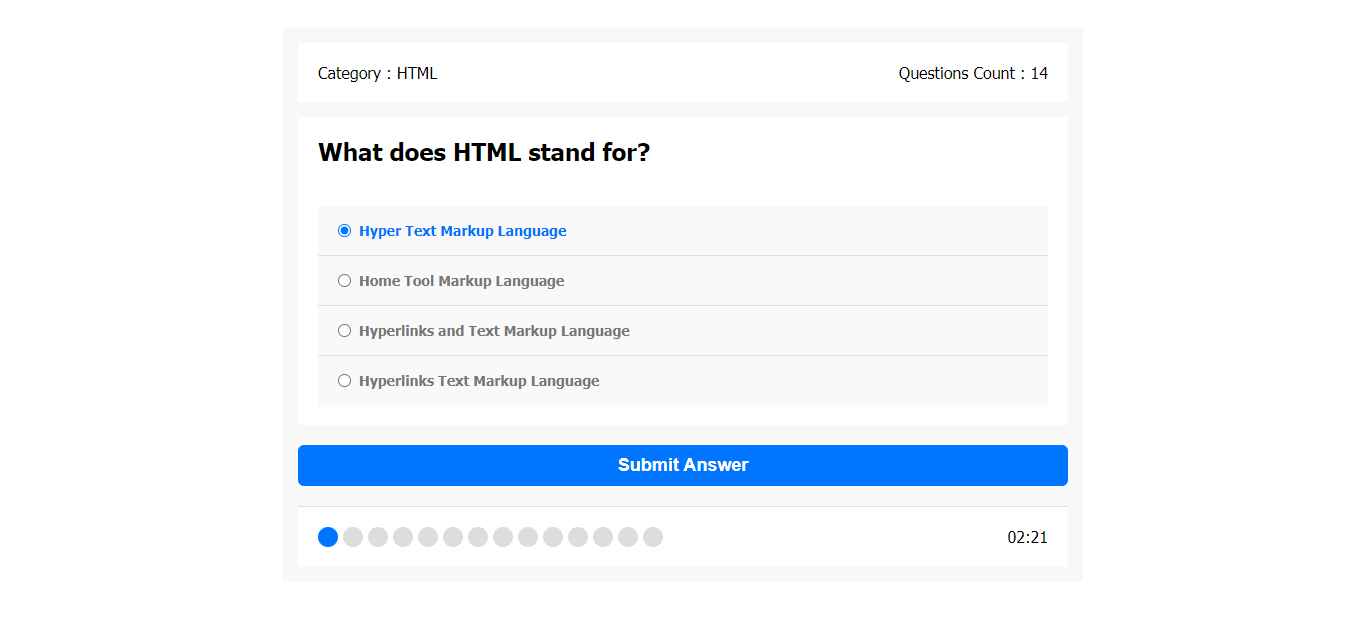 Category : HTML
Questions Count : 14
What does HTML stand for?
Hyper Text Markup Language
Home Tool Markup Language
Hyperlinks and Text Markup Language
Hyperlinks Text Markup Language
Submit Answer
02:21